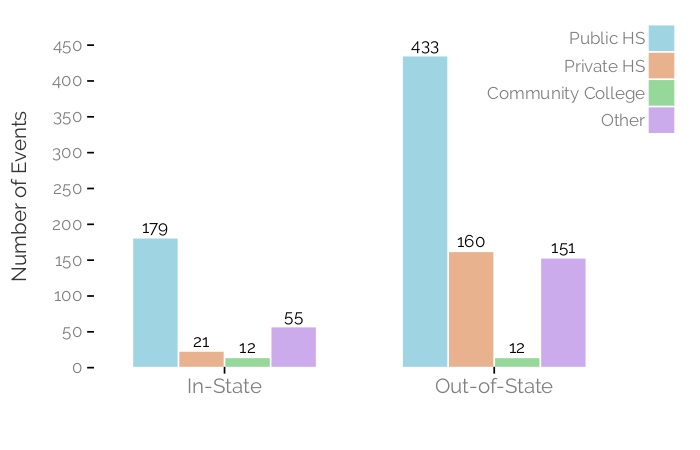 Public HS
Private HS
Community College
Other
Number of Events
450
400
350
300
250
200
150
100
50
0
179
21
12
55
433
160
12
151
In-State
Out-of-State